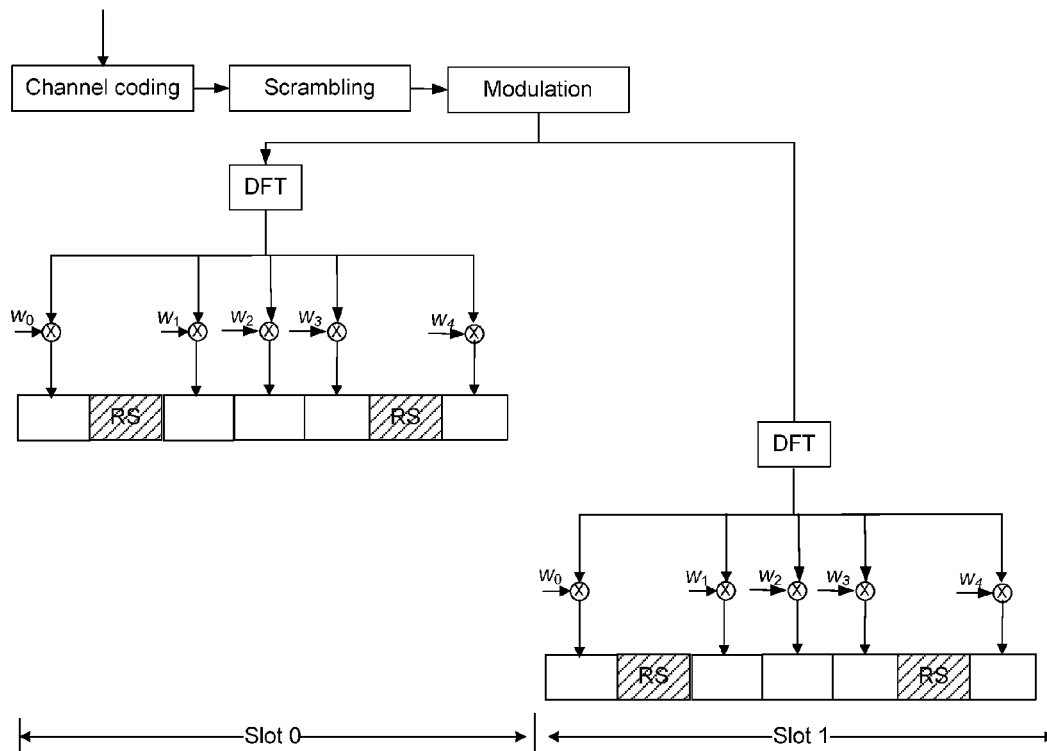 Channel coding
Scrambling
Modulation
DFT
w0
w1
w2
w3
w4
X
X
X
X
X
RS
RS
DFT
w0
w1
w2
w3
w4
X
X
X
X
X
RS
RS
Slot 0
Slot 1